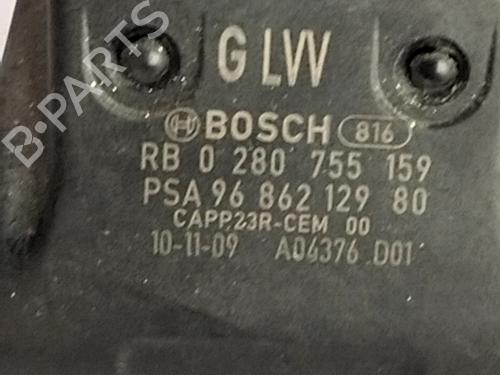 G LW
BOSCH 816
RB 0 280 755 159
PSA 96 862 129 80
CAPP23R-CEM 00
10-11-09 A04376 D01
B-PARTS